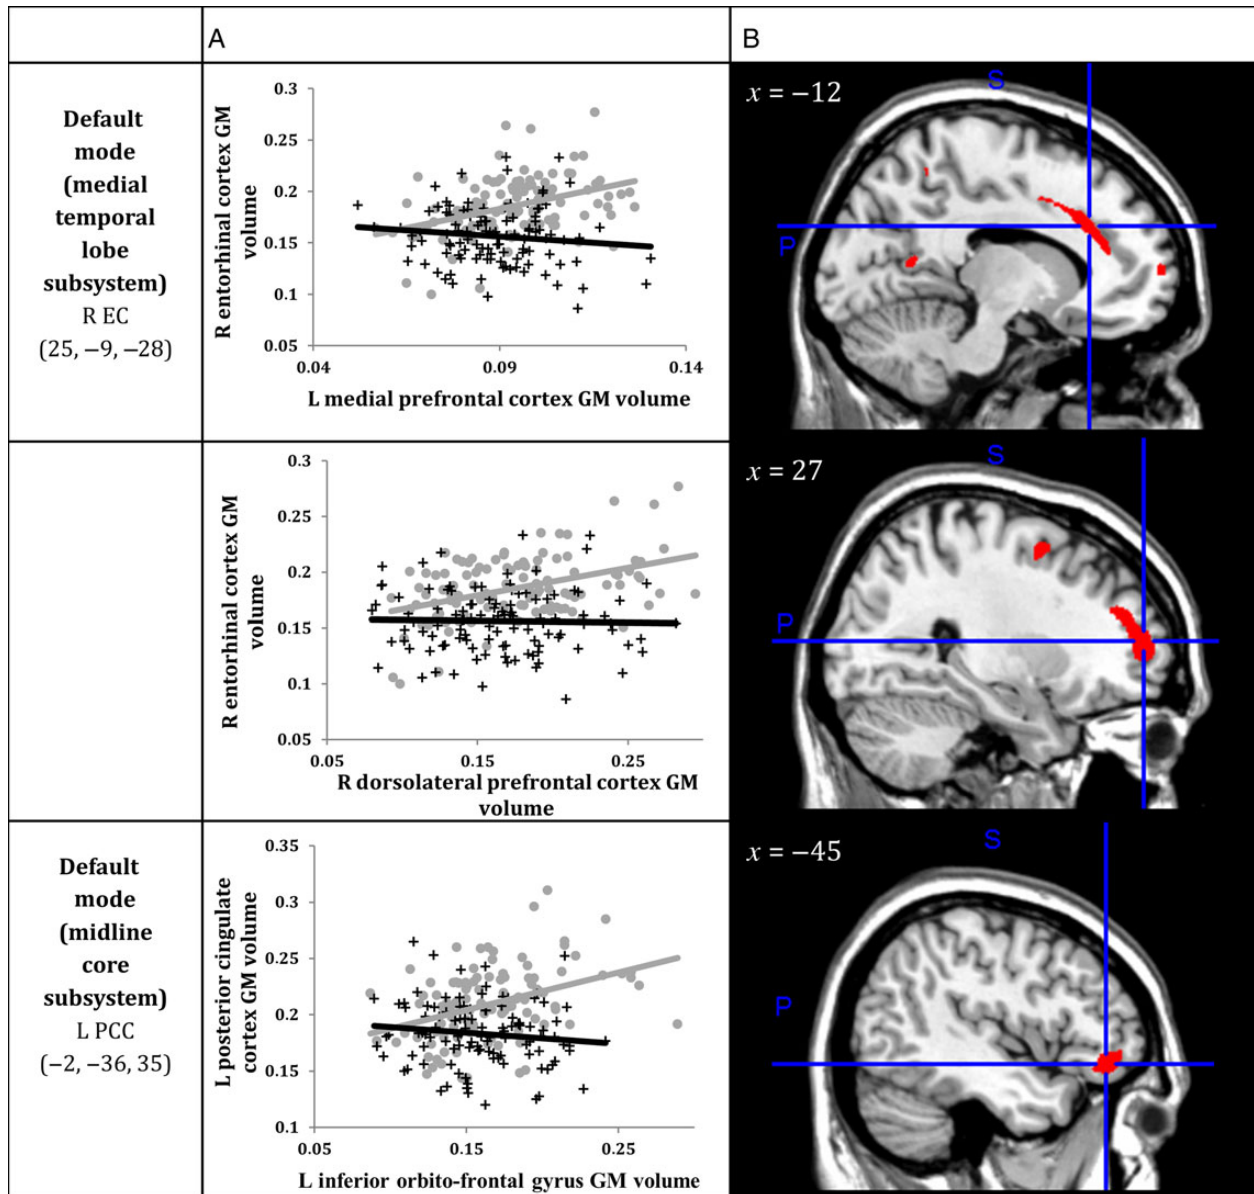 A
B
Default
mode
(medial
temporal
lobe
subsystem)
R EC
(25, −9, −28)
R rentorhinal cortex GM
volume
0.3
0.25
0.2
0.15
0.1
0.05
0.04
0.09
0.14
L medial prefrontal cortex GM volume
x = −12
S
P
R rentorhinal cortex GM
volume
0.3
0.25
0.2
0.15
0.1
0.05
0.05
0.15
0.25
R dorsolateral prefrontal cortex GM
volume
x = 27
S
P
Default
mode
(midline
core
subsystem)
L PCC
(−2, −36, 35)
L posterior cingulate
cortex GM volume
0.35
0.3
0.25
0.2
0.15
0.1
0.05
0.15
0.25
L inferior orbito-frontal gyrus GM volume
x = −45
S
P